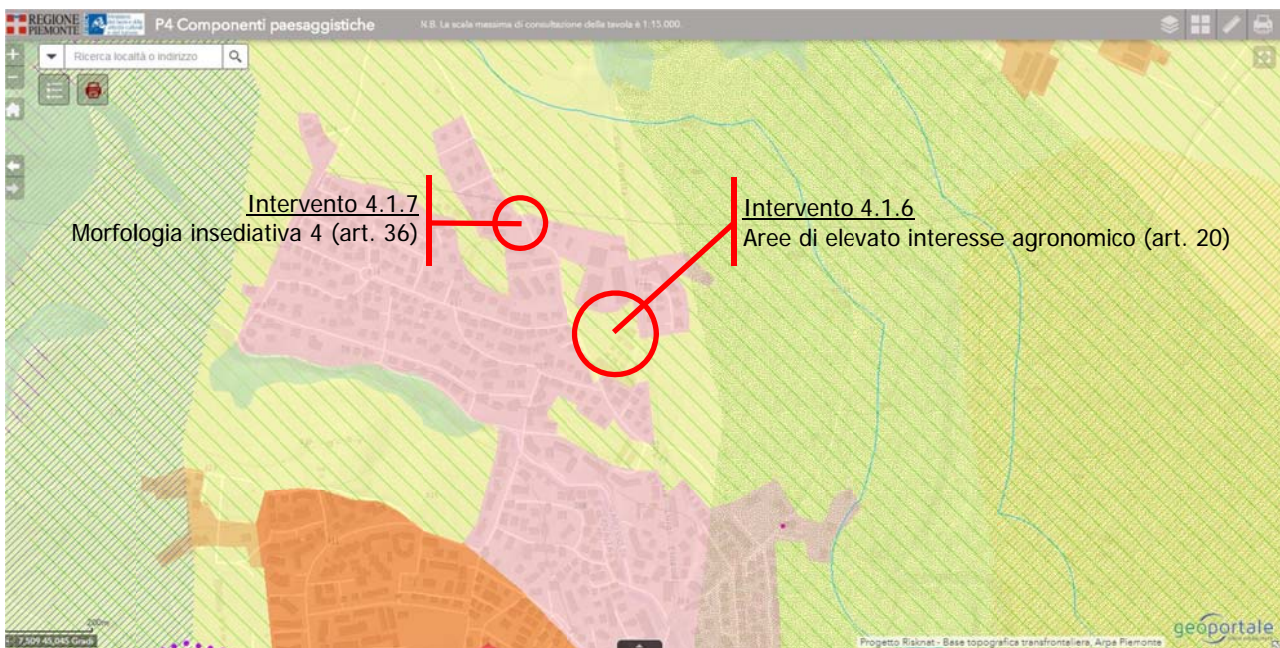 REGIONE
PIEMONTE
P4 Componenti paesaggistiche
N.B. La scala massima di consultazione della tavola è 1:15.000.
Ricerca località o indirizzo
Intervento 4.1.7
Morfologia insediativa 4 (art. 36)
Intervento 4.1.6
Aree di elevato interesse agronomico (art. 20)
200m
7,509 45,045 Gradi
Progetto Risknat - Base topografica transfrontaliera, Arpa Piemonte
geoportale